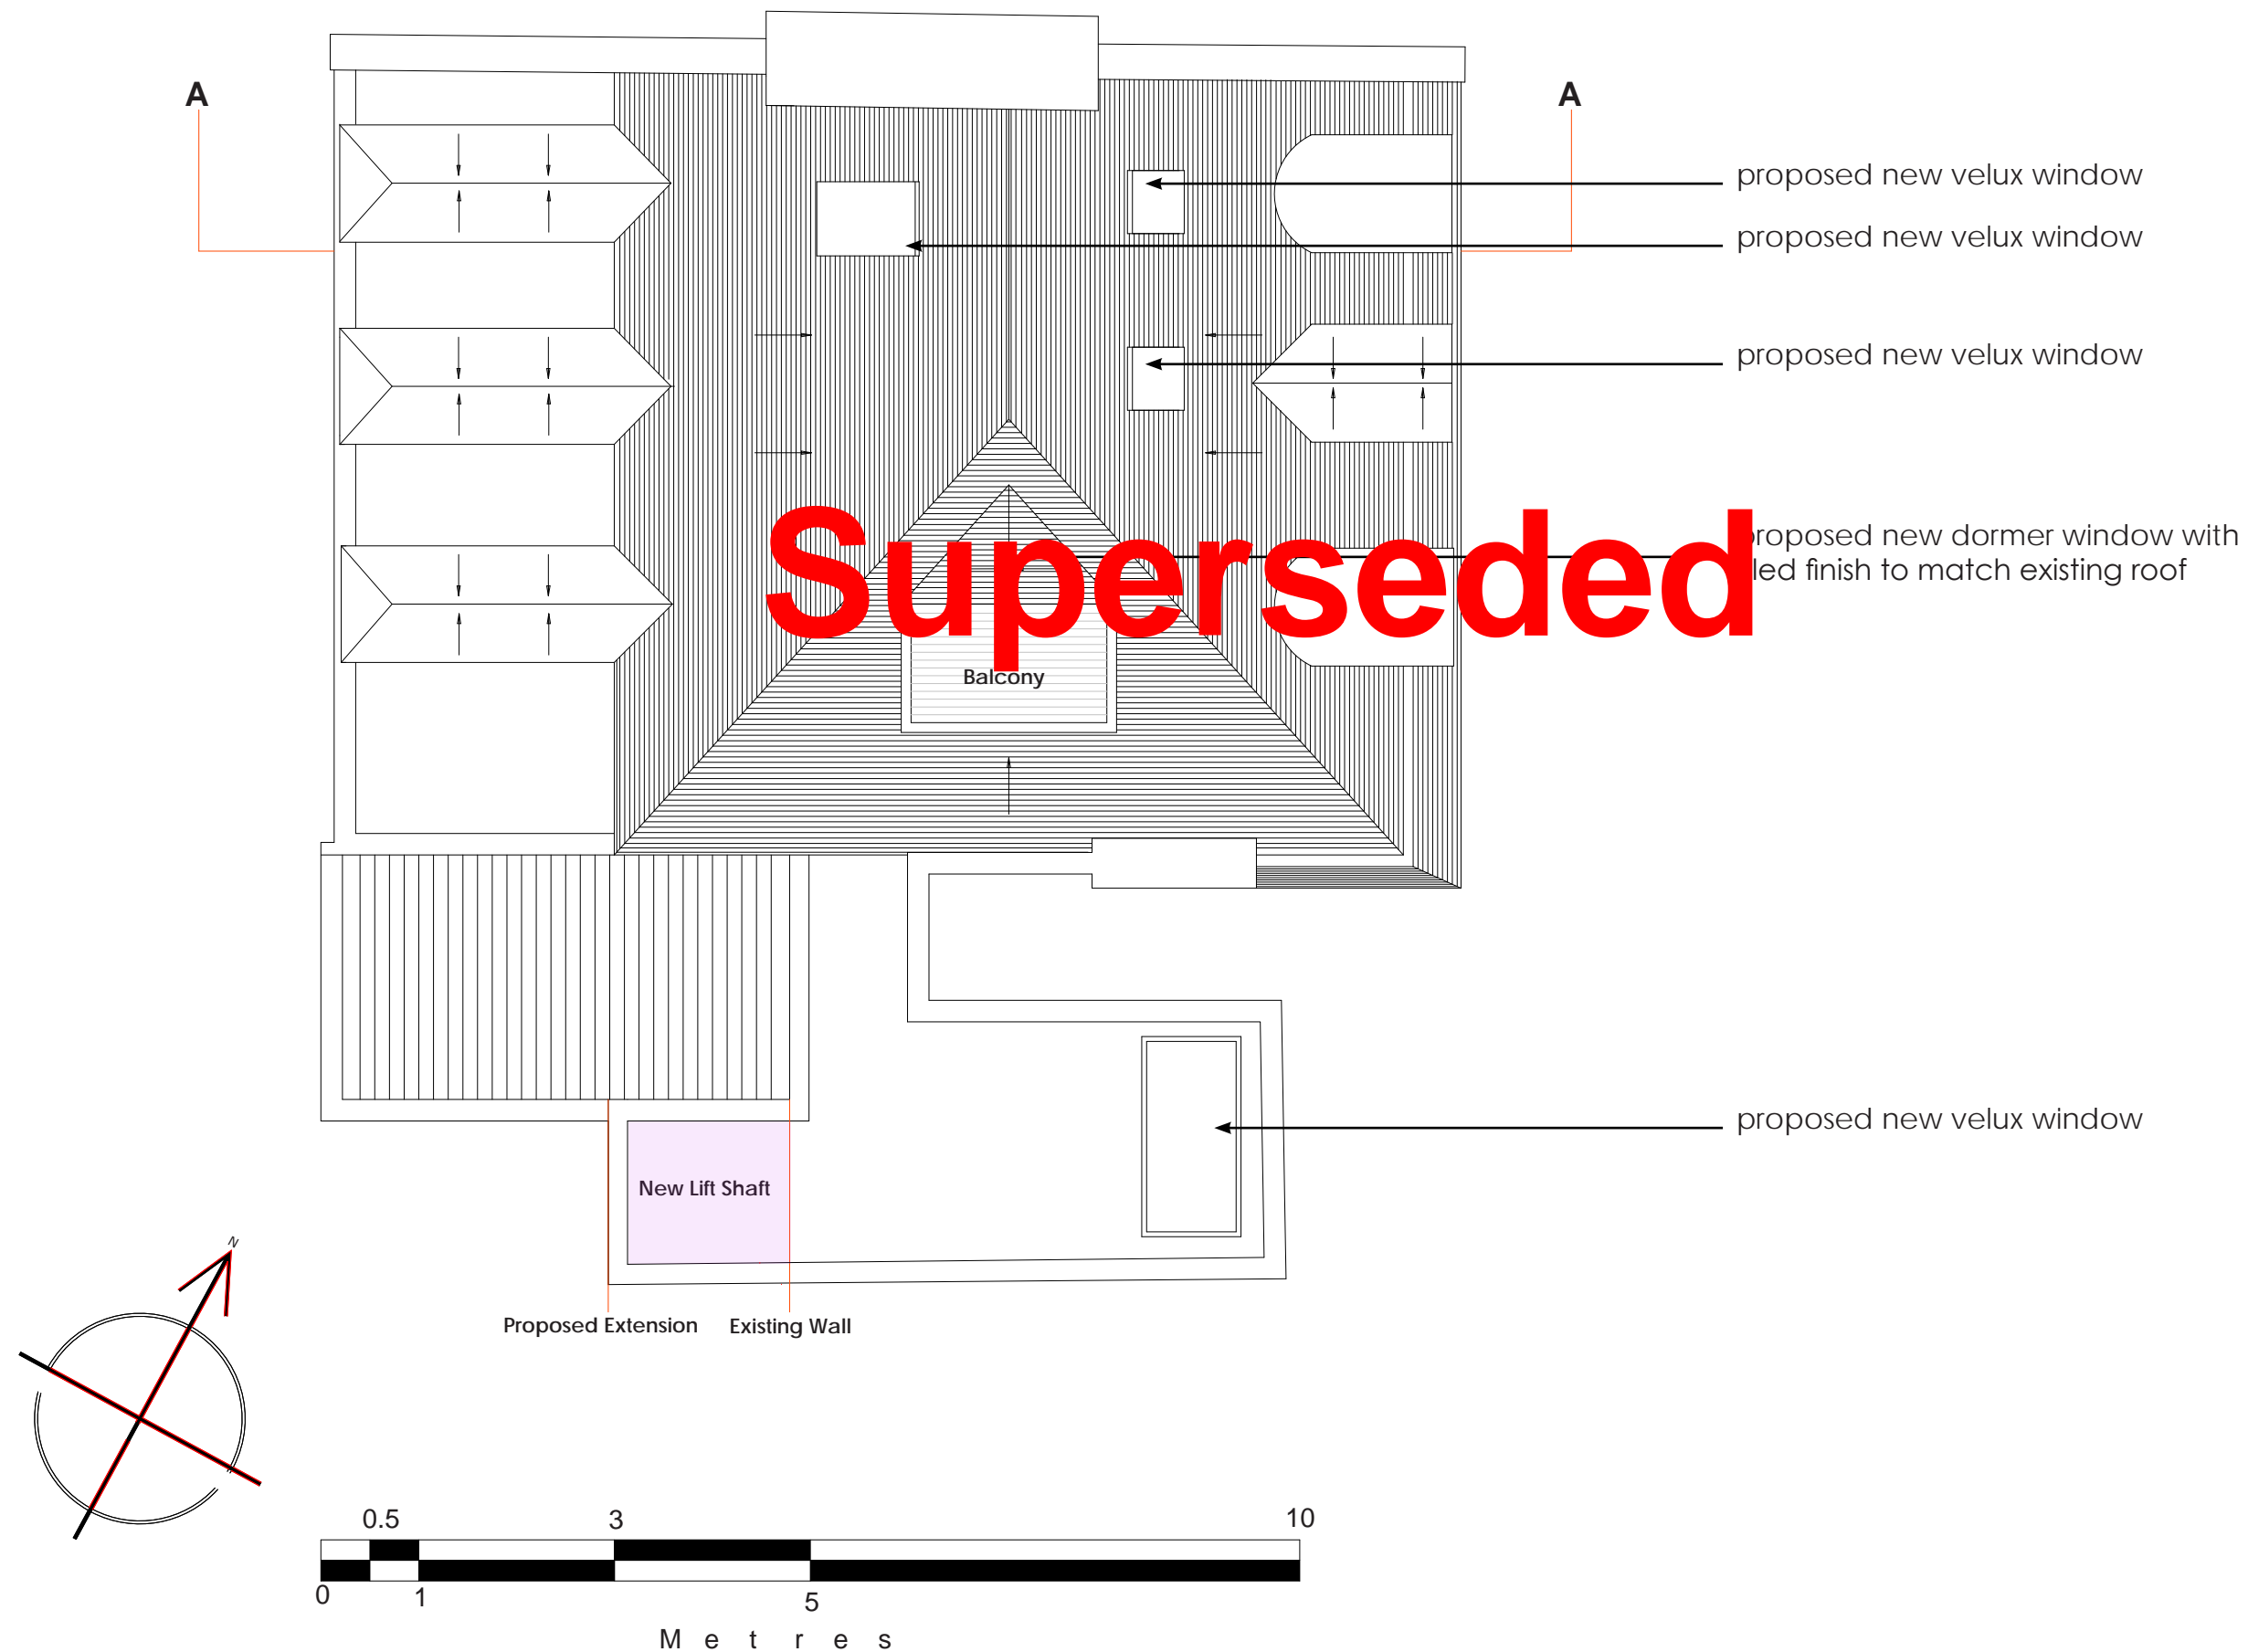 A
A
proposed new velux window
proposed new velux window
proposed new velux window
proposed new dormer window with
led finish to match existing roof
Superseded
Balcony
proposed new velux window
New Lift Shaft
Proposed Extension
Existing Wall
N
0.5
3
10
0
1
5
Metres